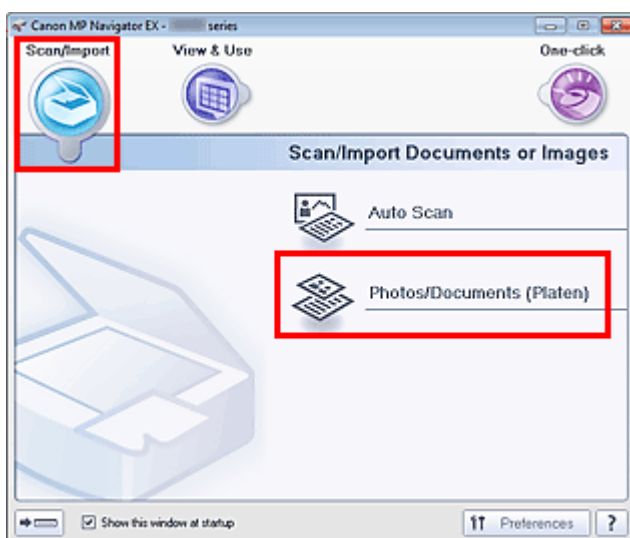 Canon MP Navigator EX - series
Scan/Import View & Use One-click
Scan/Import Documents or Images
Auto Scan
Photos/Documents (Platen)
Show this window at startup Preferences ?